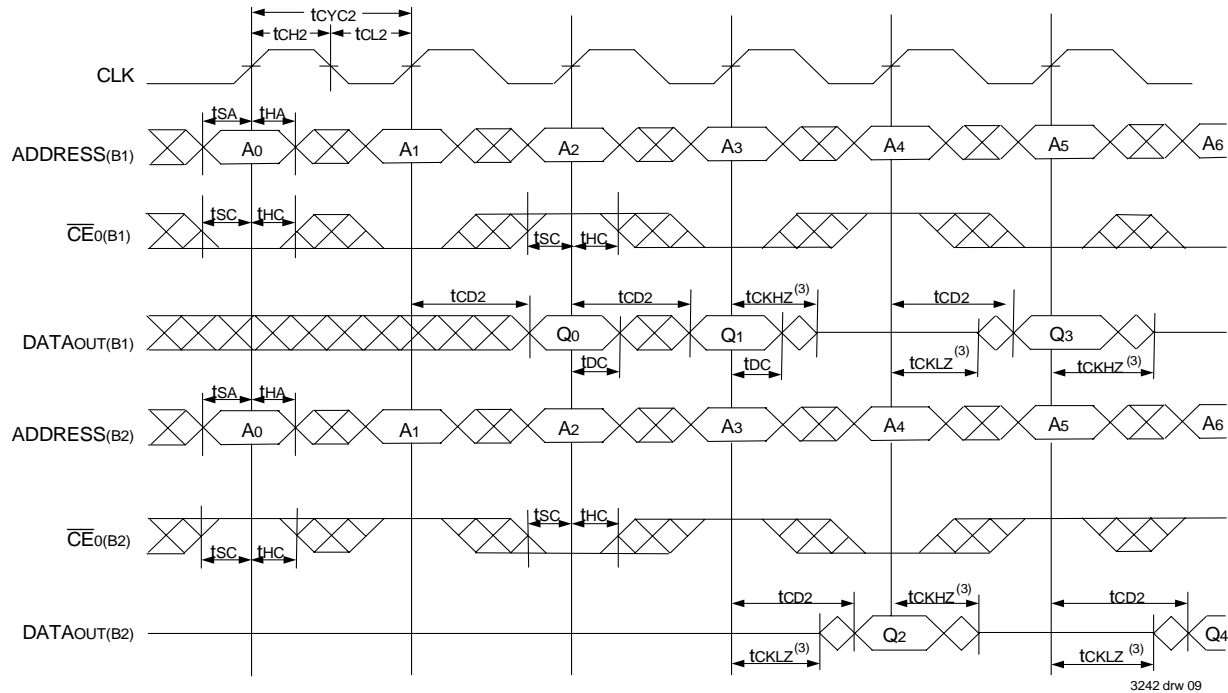 tCYC2
tCH2 tCL2
CLK
tSA tHA
ADDRESS(B1) A0 A1 A2 A3 A4 A5 A6
tSC tHC
CE0(B1)
tSC tHC
tCD2 tCD2 tCKHZ(3) tCD2
DATAOUT(B1) Q0 Q1 Q3
tDC tDC tCKLZ(3) tCKHZ(3)
tSA tHA
ADDRESS(B2) A0 A1 A2 A3 A4 A5 A6
tSC tHC
CE0(B2)
tSC tHC
tCD2 tCKHZ(3) tCD2
DATAOUT(B2) Q2 Q4
tCKLZ(3) tCKLZ(3)
3242 drw 09